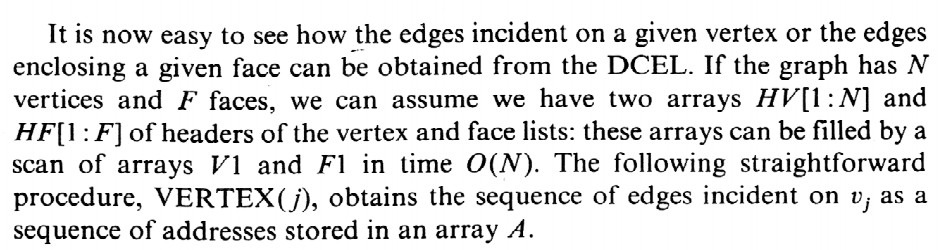 It is now easy to see how the edges incident on a given vertex or the edges
enclosing a given face can be obtained from the DCEL. If the graph has N
vertices and F faces, we can assume we have two arrays HV[1:N] and
HF[1:F] of headers of the vertex and face lists: these arrays can be filled by a
scan of arrays V1 and F1 in time O(N). The following straightforward
procedure, VERTEX(j), obtains the sequence of edges incident on vⱼ as a
sequence of addresses stored in an array A.